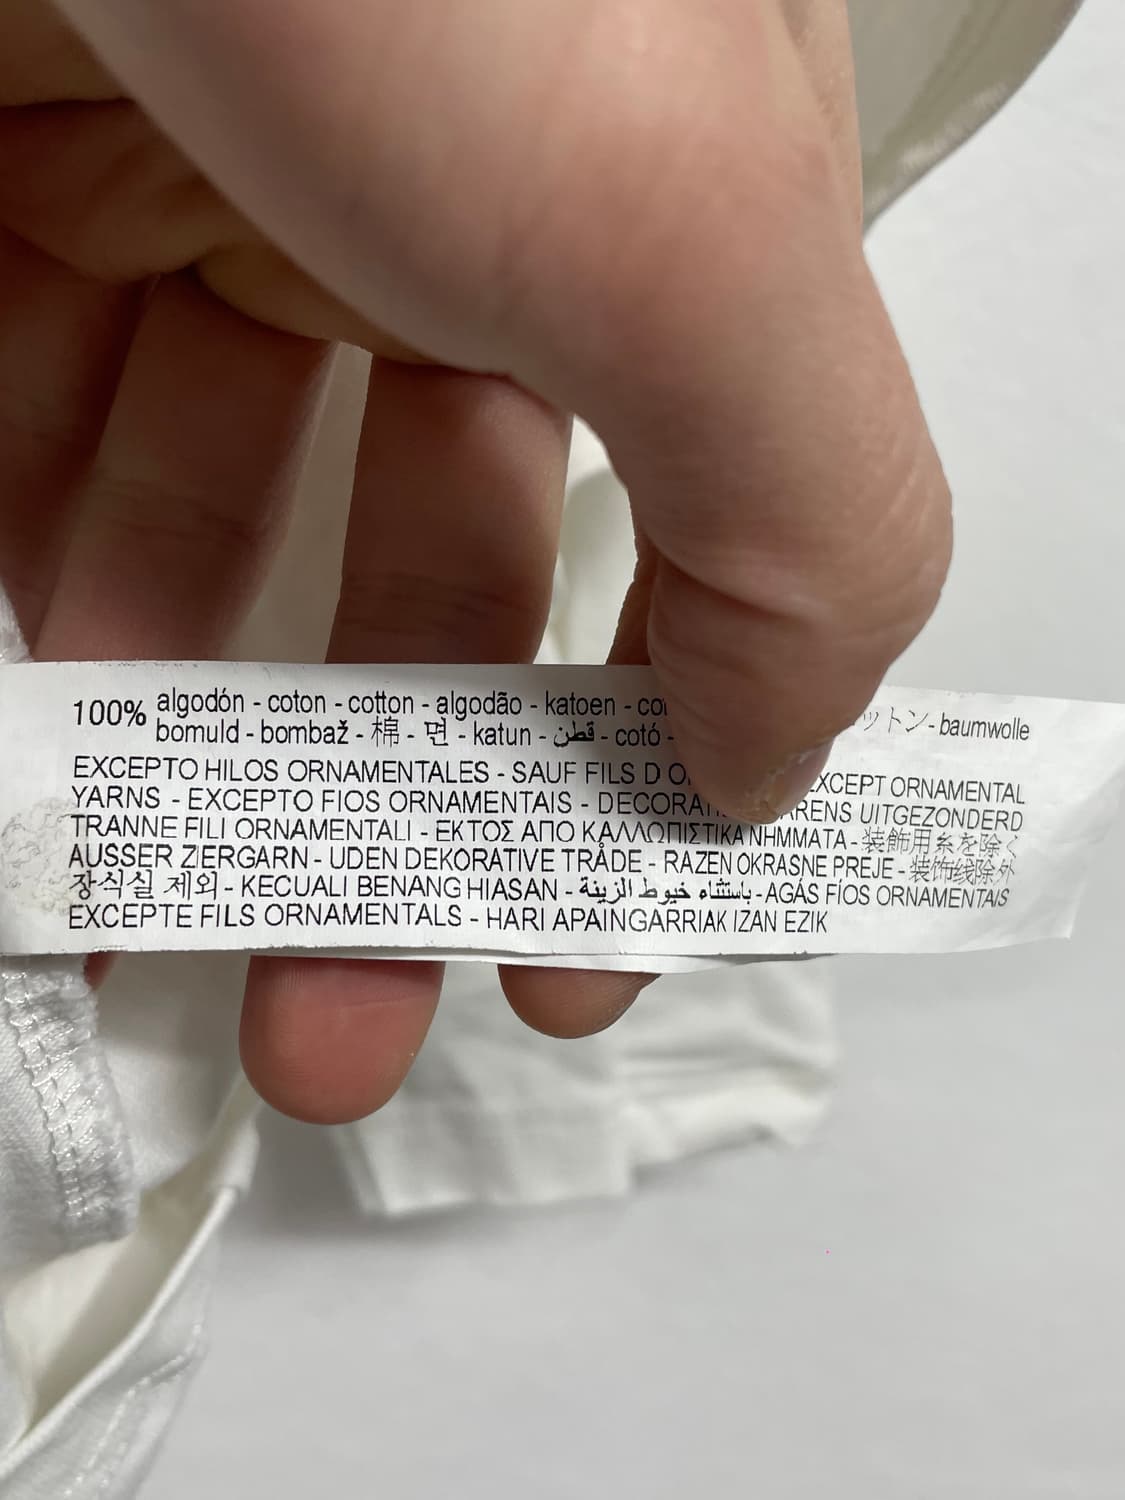 100% algodón - coton - cotton - algodão - katoen - ットン - baumwolle
bomuld - bombaž - 棉 - 면 - katun - قطن - cotó -
EXCEPTO HILOS ORNAMENTALES - SAUF FILS D ORNAMENTAL
YARNS - EXCEPTO FIOS ORNAMENTAIS - UITGEZONDERD
TRANNE FILI ORNAMENTALI - ΕΚΤΟΣ ΑΠΟ ΚΑΛΛΩΠΙΣΤΙΚΑ ΝΗΜΜΑΤΑ - 装飾用糸を除く
AUSSER ZIERGARN - UDEN DEKORATIVE TRÅDE - RAZEN OKRASNE PREJE - 装饰线除外
장식실 제외 - KECUALI BENANG HIASAN - باستثناء خيوط الزينة - AGÁS FÍOS ORNAMENTAIS
EXCEPTE FILS ORNAMENTALS - HARI APAINGARRIAK IZAN EZIK